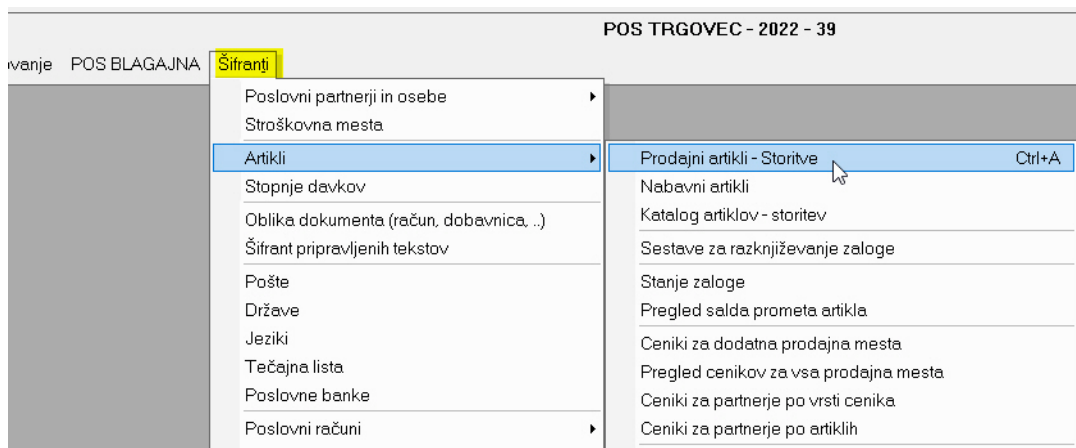 POS TRGOVEC - 2022 - 39
ovanje POS BLAGAJNA Šifranti
Poslovni partnerji in osebe
Stroškovna mesta
Artikli
Stopnje davkov
Oblika dokumenta (račun, dobavnica, ..)
Šifrant pripravljenih tekstov
Pošte
Države
Jeziki
Tečajna lista
Poslovne banke
Poslovni računi
Prodajni artikli - Storitve Ctrl+A
Nabavni artikli
Katalog artiklov - storitev
Sestave za razknjiževanje zaloge
Stanje zaloge
Pregled salda prometa artikla
Ceniki za dodatna prodajna mesta
Pregled cenikov za vsa prodajna mesta
Ceniki za partnerje po vrsti cenika
Ceniki za partnerje po artiklih